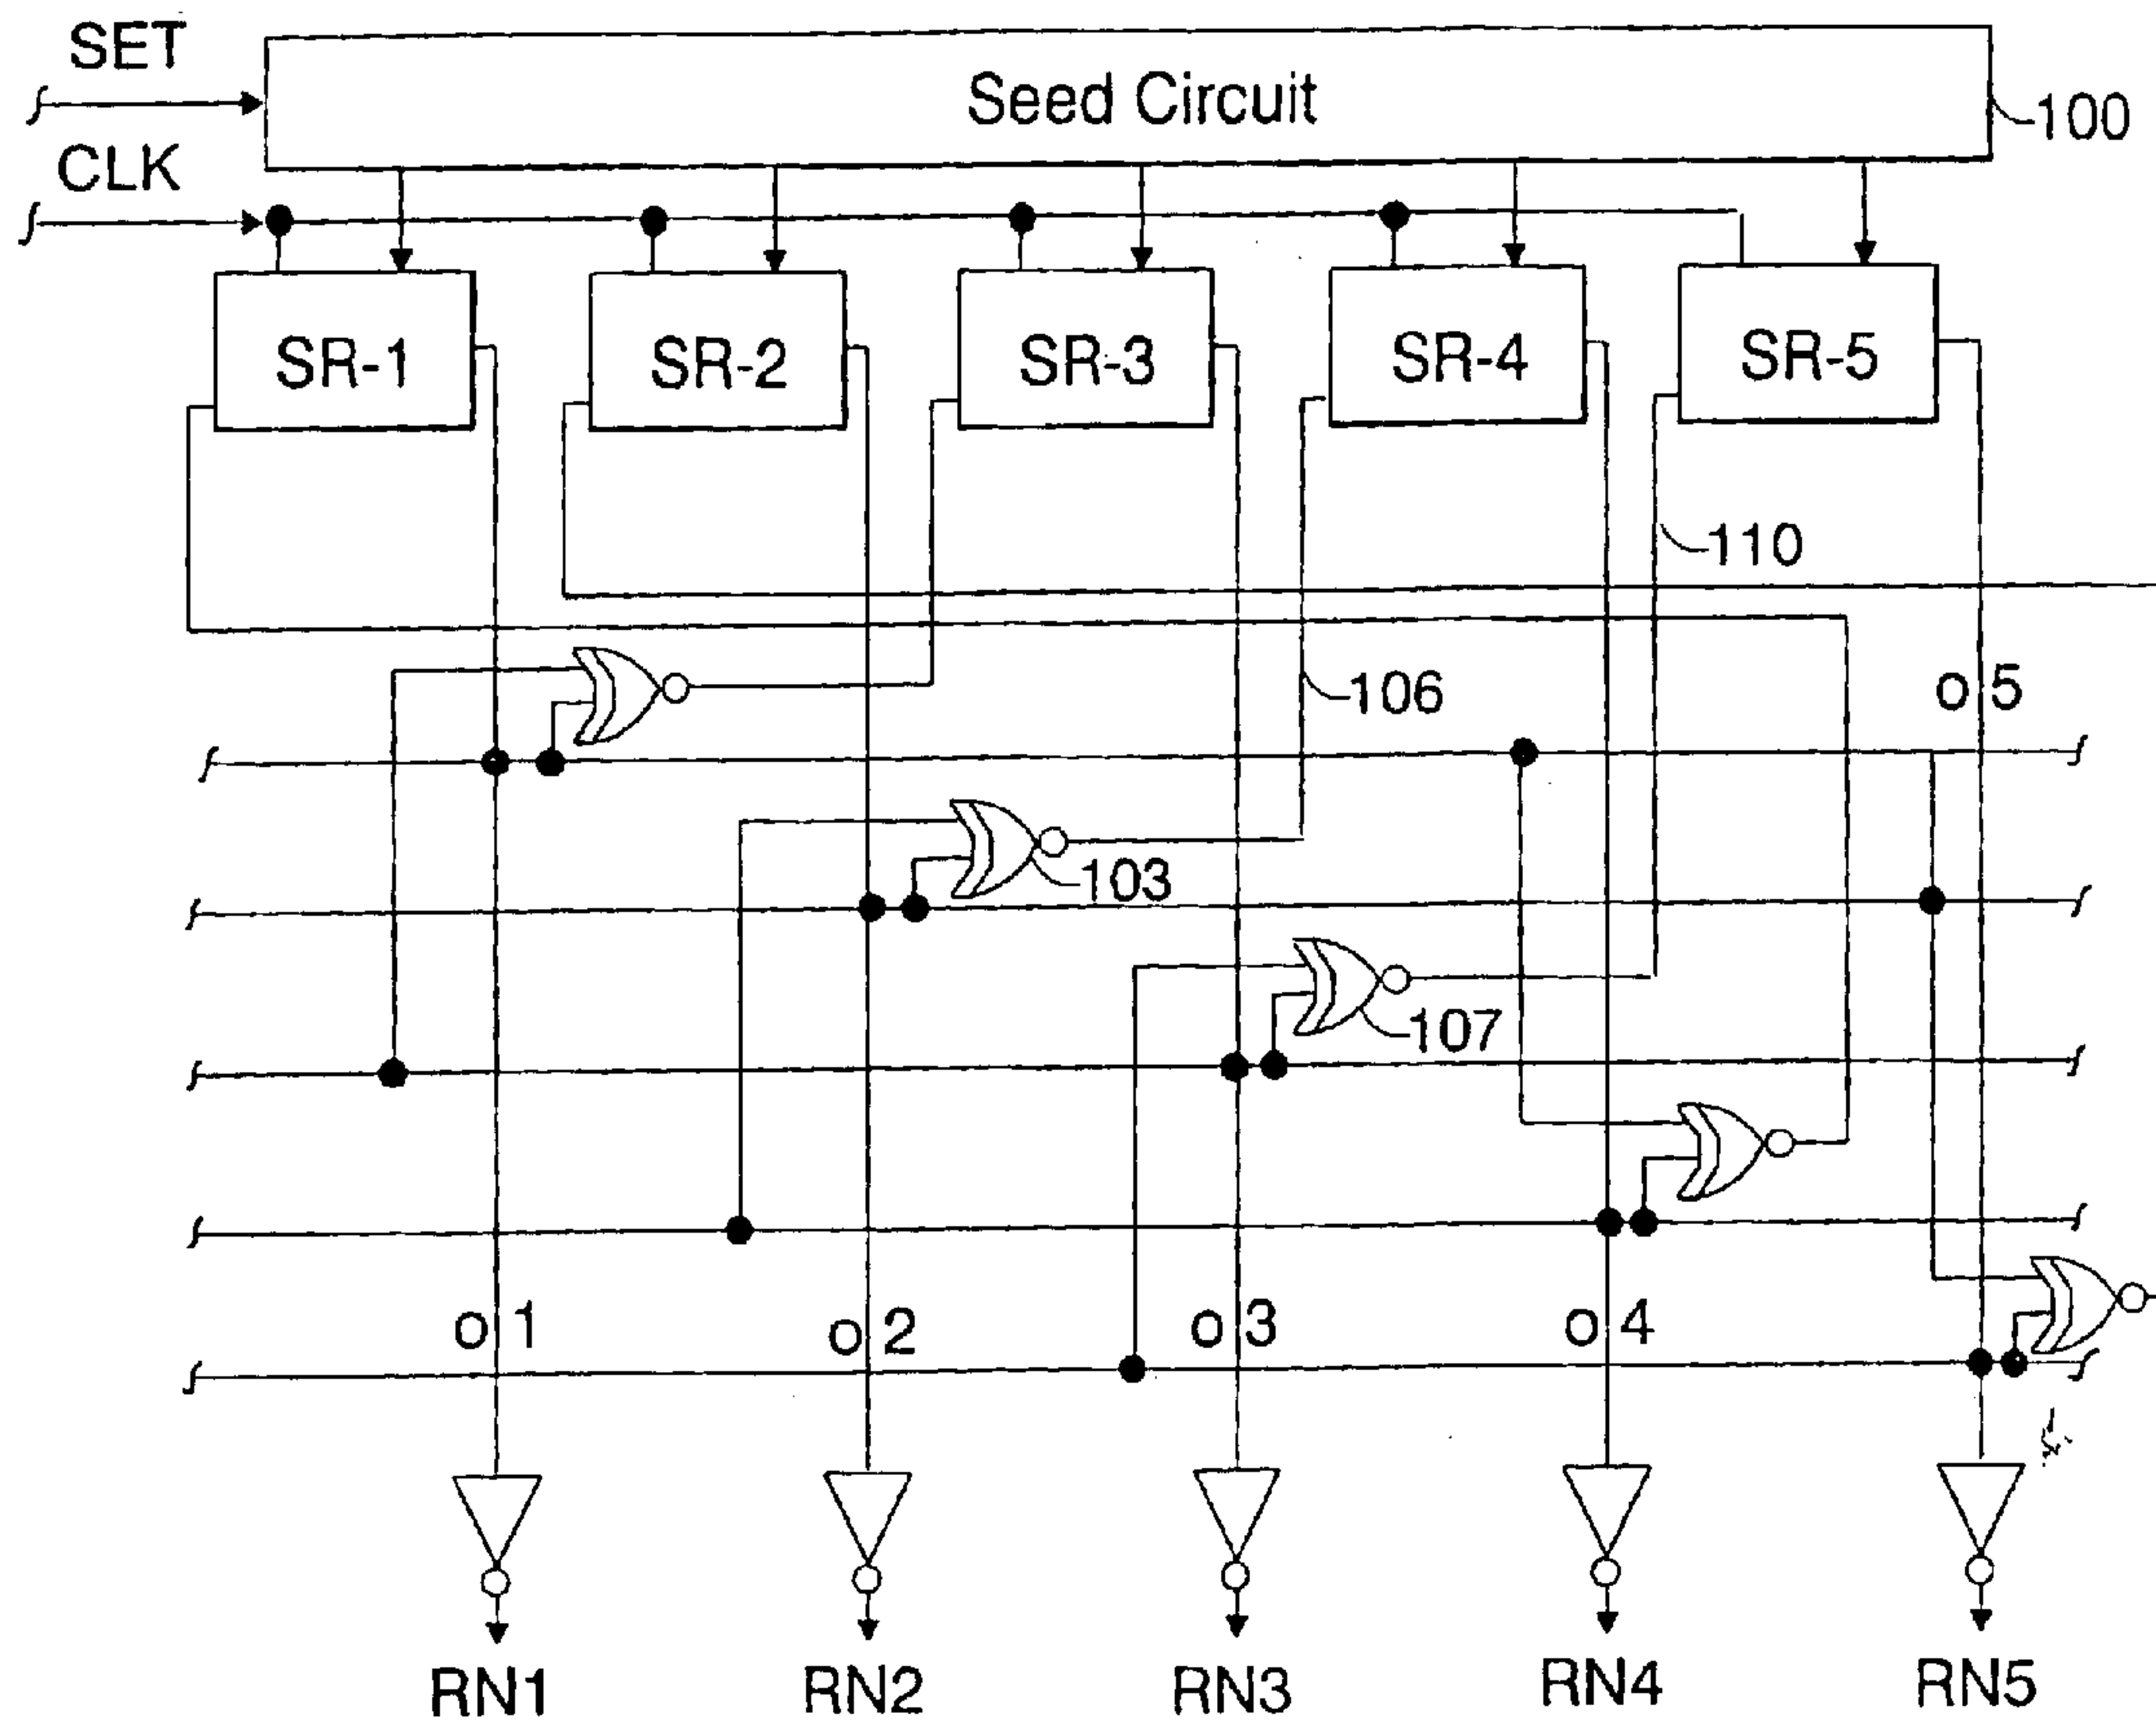 SET
Seed Circuit
100
CLK
SR-1
SR-2
SR-3
SR-4
SR-5
110
106
o 5
103
107
o 1
o 2
o 3
o 4
RN1
RN2
RN3
RN4
RN5